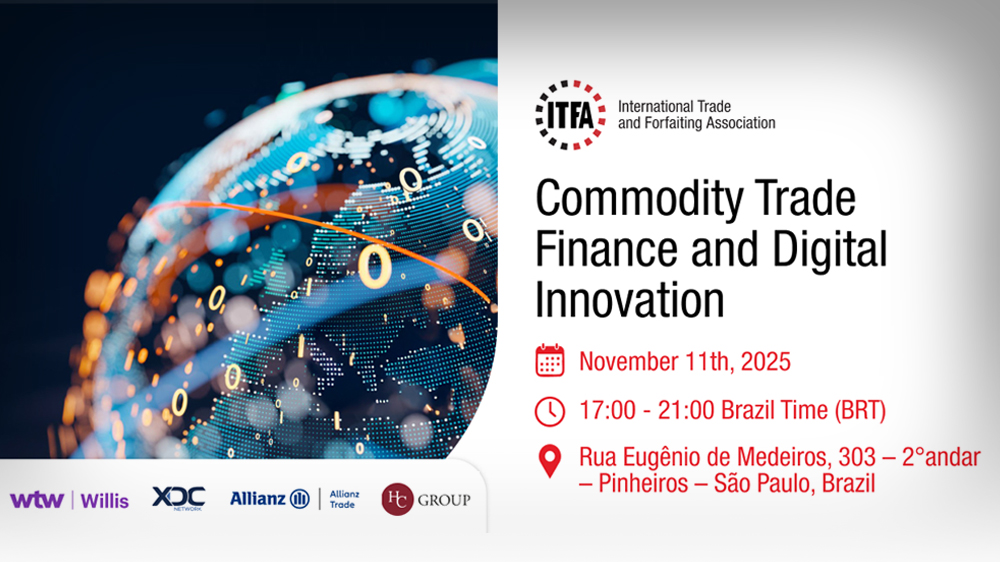 ITFA
International Trade
and Forfaiting Association
Commodity Trade
Finance and Digital
Innovation
November 11th, 2025
17:00 - 21:00 Brazil Time (BRT)
Rua Eugênio de Medeiros, 303 – 2°andar
– Pinheiros – São Paulo, Brazil
wtw | Willis
XDC
NETWORK
Allianz
Allianz
Trade
HC GROUP